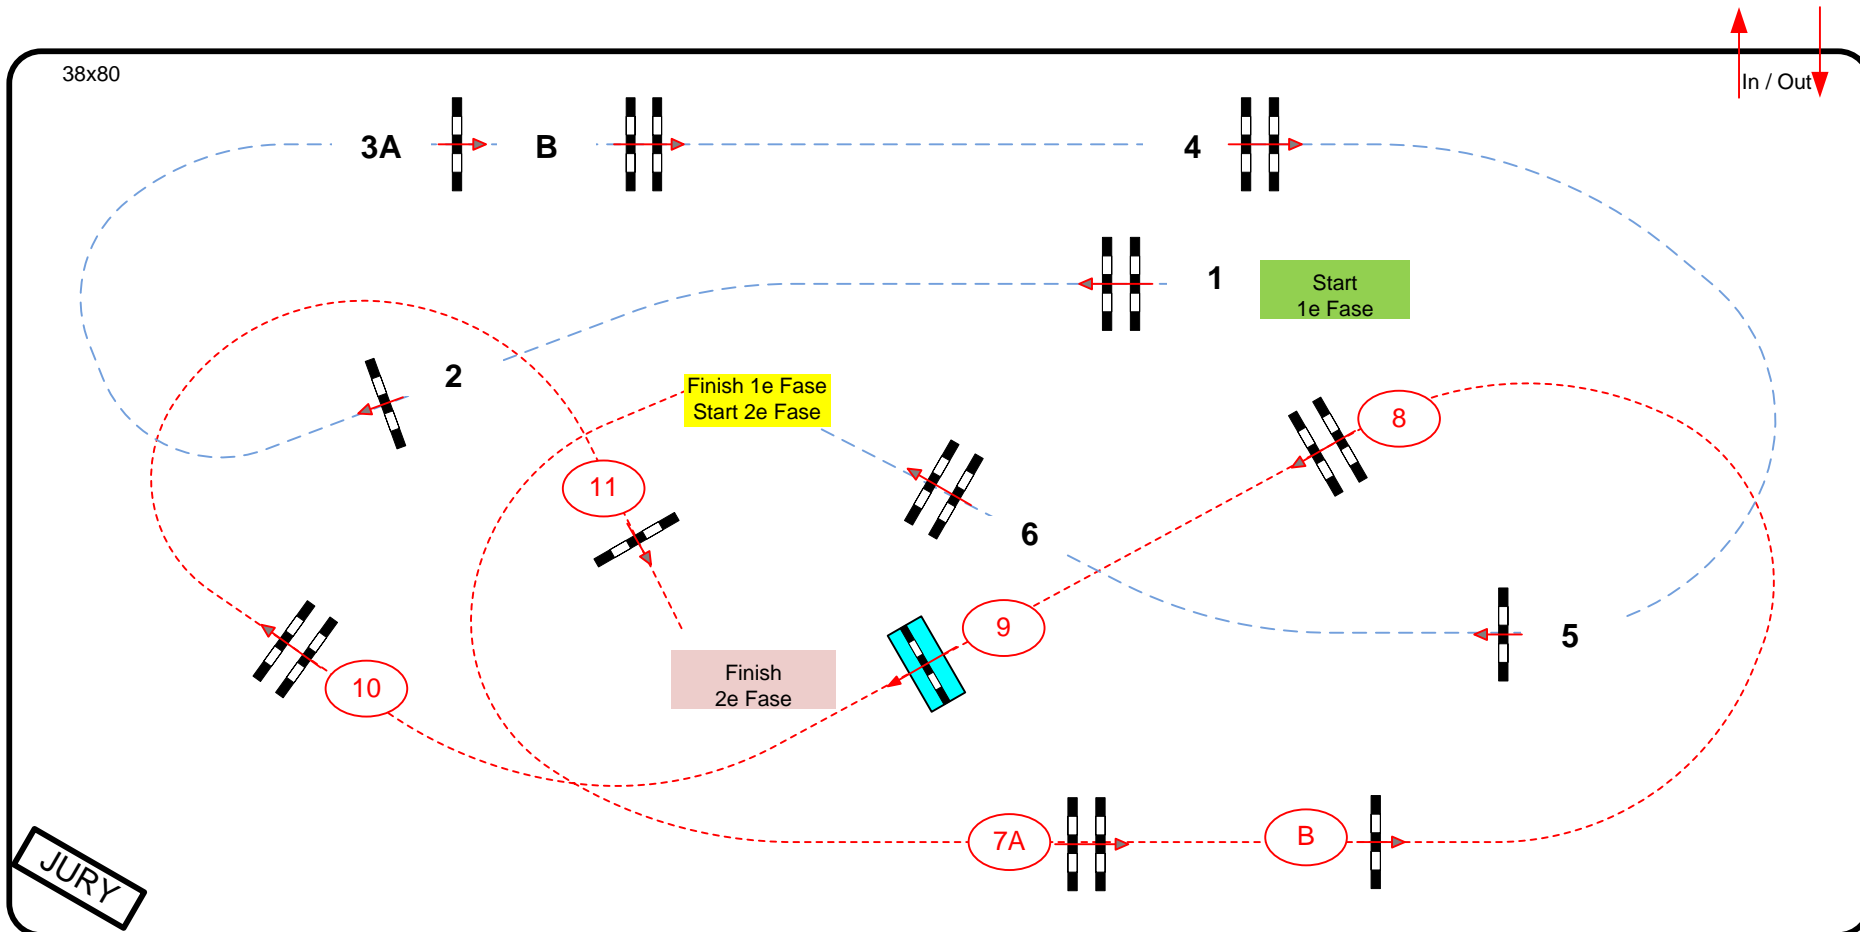 38x80
In / Out
3A
B
4
1
Start
1e Fase
2
Finish 1e Fase
Start 2e Fase
8
11
6
9
5
Finish
2e Fase
10
7A
B
JURY